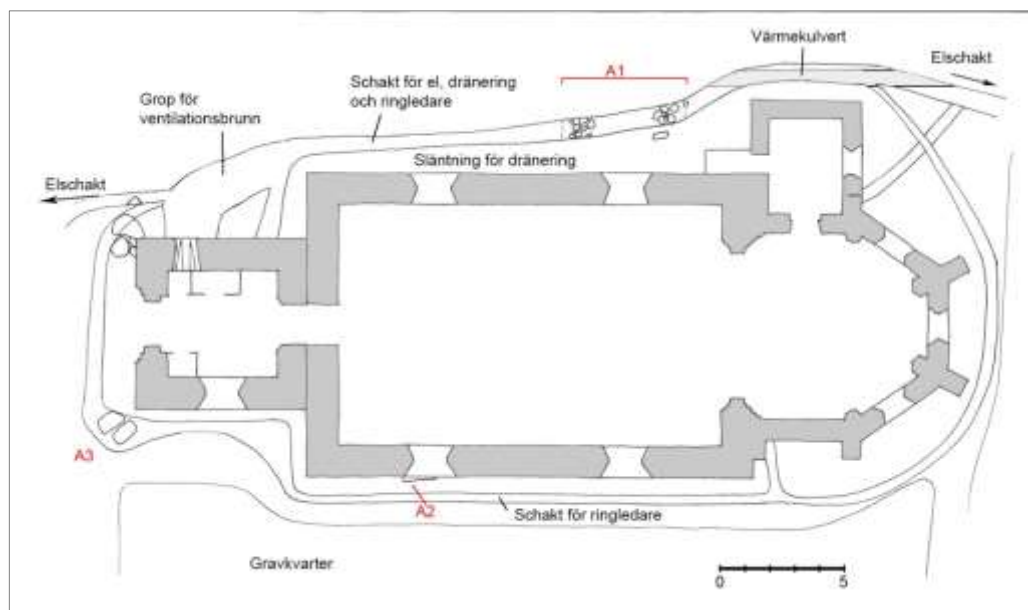 Värmekulvert
Elschakt
A1
Schakt för el, dränering
och ringledare
Grop för
ventilationsbrunn
Släntning för dränering
Elschakt
A3
A2
Schakt för ringledare
Gravkvarter
0 5